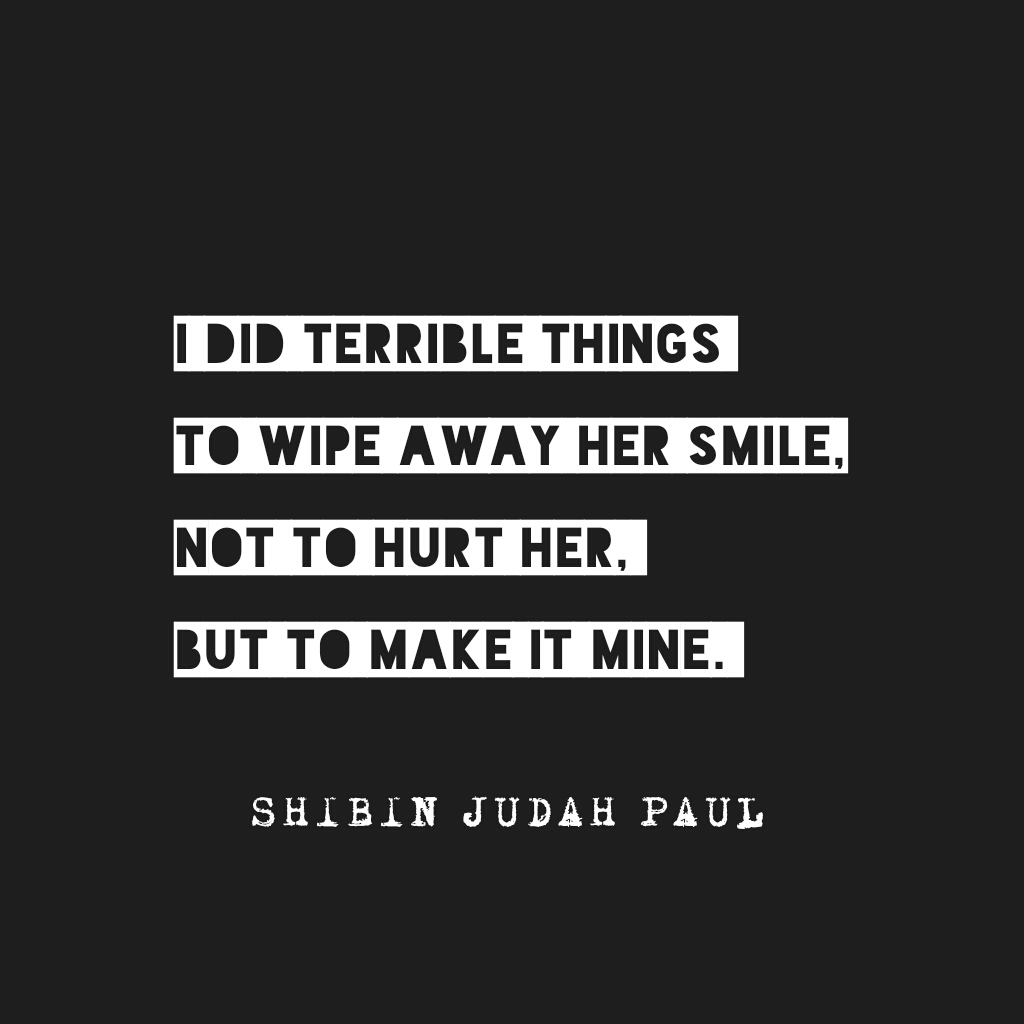 I DID TERRIBLE THINGS
TO WIPE AWAY HER SMILE,
NOT TO HURT HER,
BUT TO MAKE IT MINE.
SHIBIN JUDAH PAUL